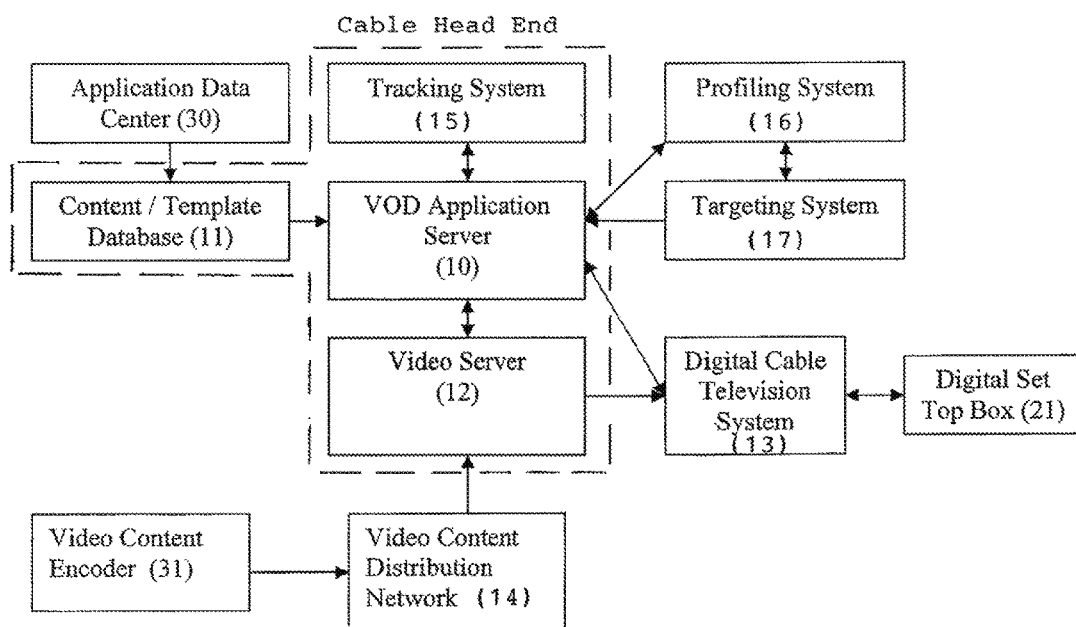 Cable Head End
Application Data
Center (30)
Tracking System
(15)
Profiling System
(16)
Content / Template
Database (11)
VOD Application
Server
(10)
Targeting System
(17)
Video Server
(12)
Digital Cable
Television
System
(13)
Digital Set
Top Box (21)
Video Content
Encoder (31)
Video Content
Distribution
Network (14)